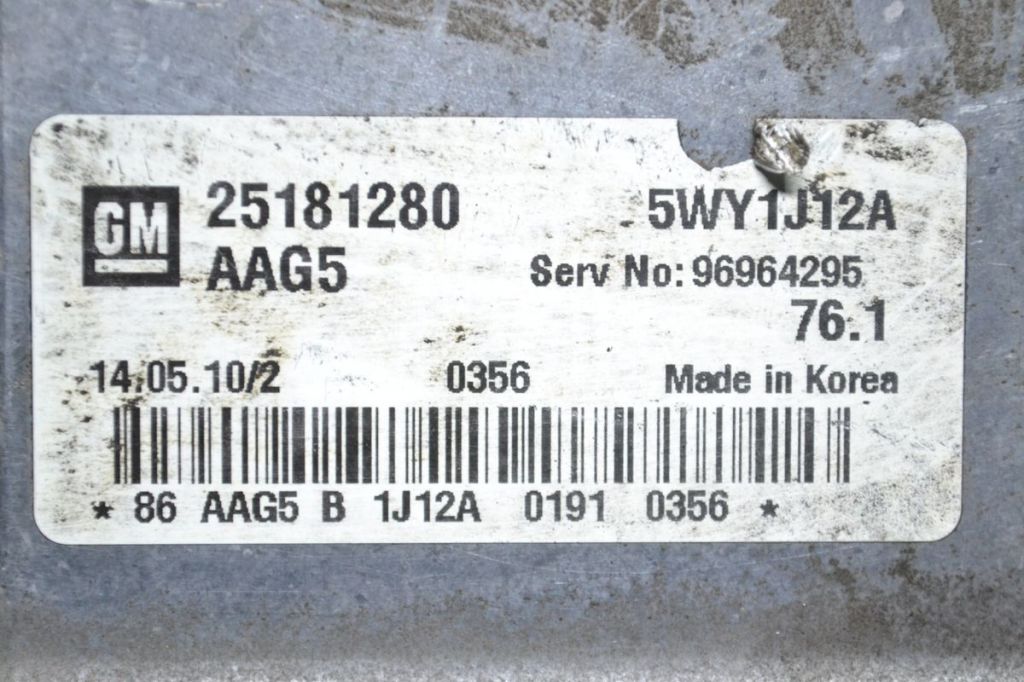 GM 25181280 5WY1J12A
AAG5 Serv No: 96964295
76.1
14.05.10/2 0356 Made in Korea
* 86 AAG5 B 1J12A 0191 0356 *